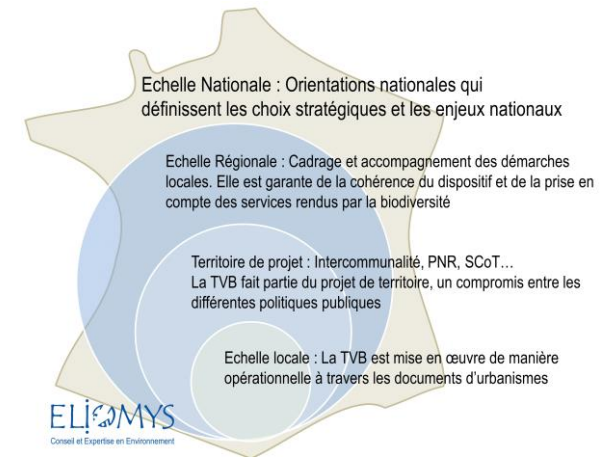 Echelle Nationale : Orientations nationales qui
définissent les choix stratégiques et les enjeux nationaux
Echelle Régionale : Cadrage et accompagnement des démarches
locales. Elle est garante de la cohérence du dispositif et de la prise en
compte des services rendus par la biodiversité
Territoire de projet : Intercommunalité, PNR, SCoT…
La TVB fait partie du projet de territoire, un compromis entre les
différentes politiques publiques
Echelle locale : La TVB est mise en œuvre de manière
opérationnelle à travers les documents d’urbanismes
ELIOMYS
Conseil et Expertise en Environnement